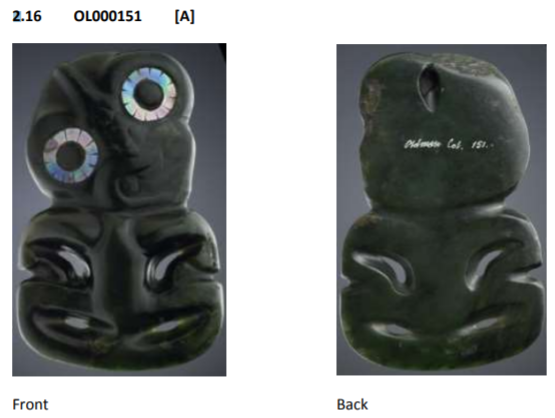 2.16 OL000151 [A]
Oldman Col. 151.-
Front
Back